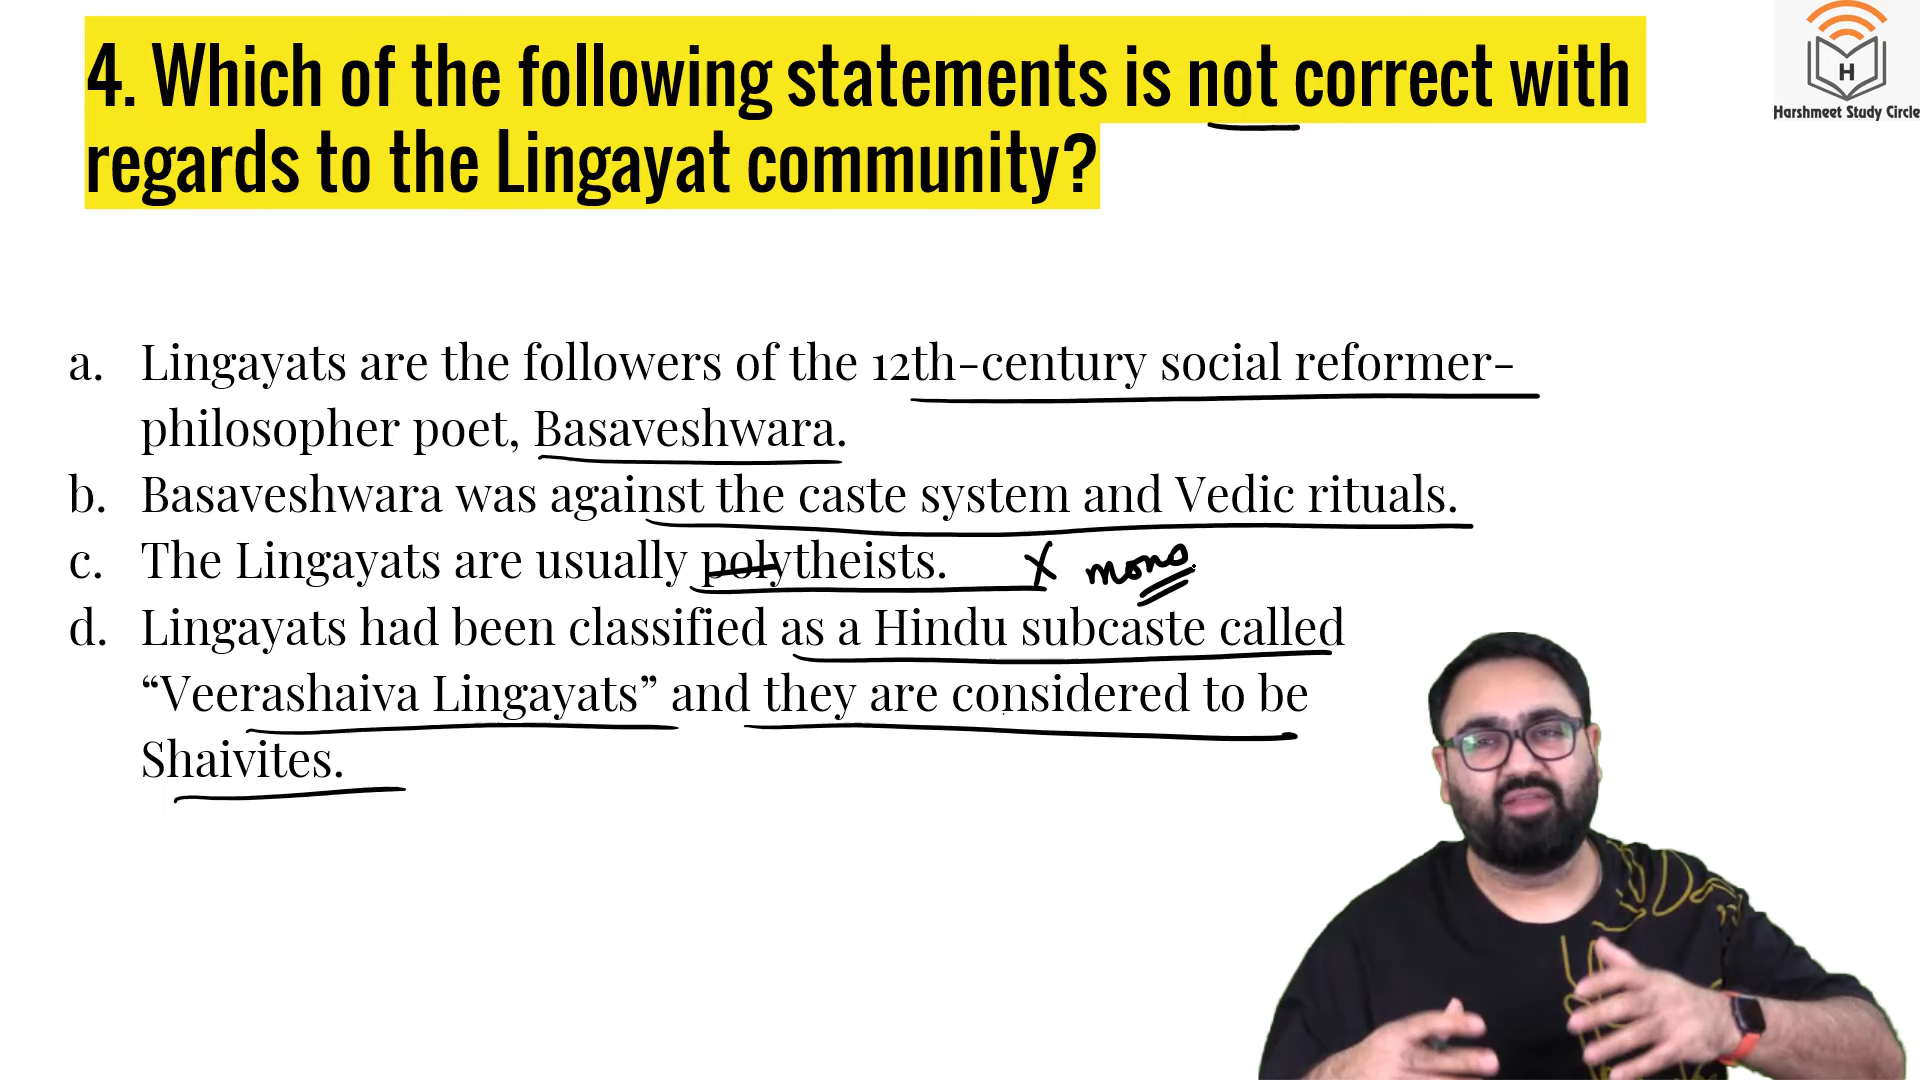 4. Which of the following statements is not correct with
regards to the Lingayat community?
H
Harshmeet Study Circle
a. Lingayats are the followers of the 12th-century social reformer-
philosopher poet, Basaveshwara.
b. Basaveshwara was against the caste system and Vedic rituals.
c. The Lingayats are usually polytheists. X mono
d. Lingayats had been classified as a Hindu subcaste called
“Veerashaiva Lingayats” and they are considered to be
Shaivites.